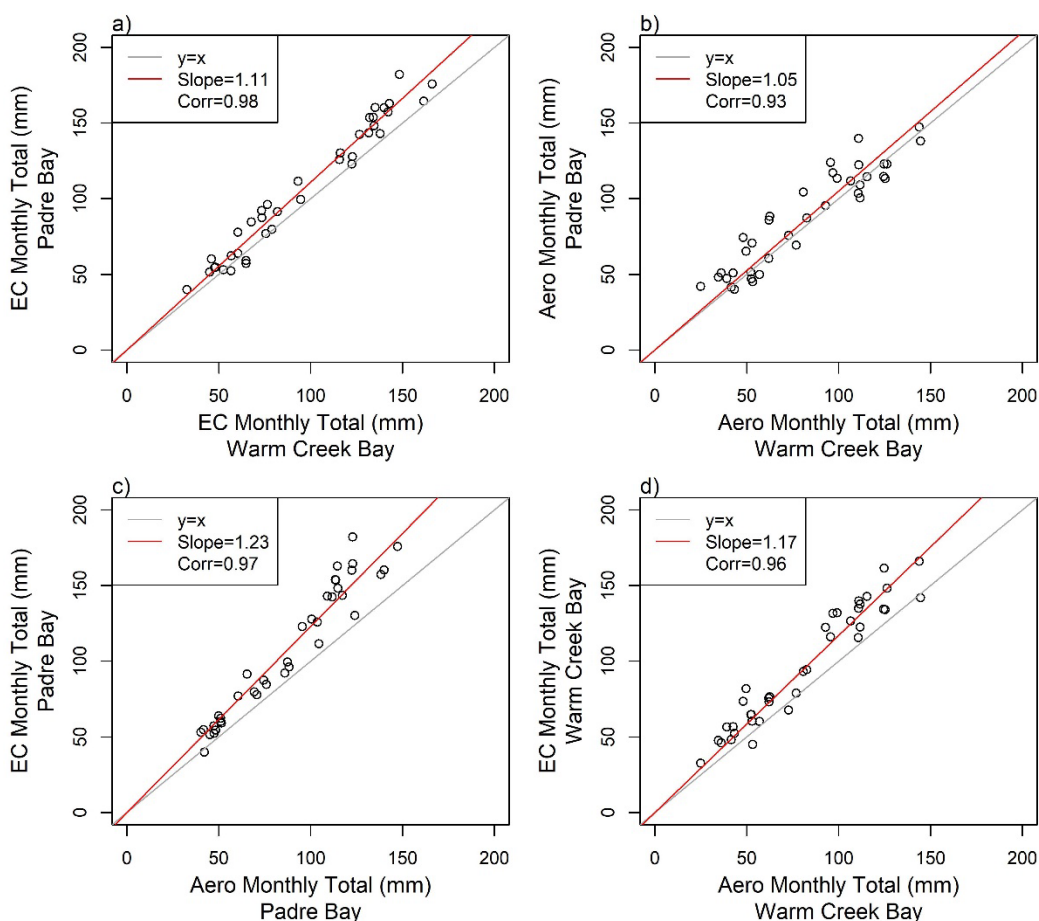 a)
y=x
Slope=1.11
Corr=0.98
EC Monthly Total (mm)
Padre Bay
0
50
100
150
200
0
50
100
150
200
EC Monthly Total (mm)
Warm Creek Bay
b)
y=x
Slope=1.05
Corr=0.93
Aero Monthly Total (mm)
Padre Bay
0
50
100
150
200
0
50
100
150
200
Aero Monthly Total (mm)
Warm Creek Bay
c)
y=x
Slope=1.23
Corr=0.97
EC Monthly Total (mm)
Padre Bay
0
50
100
150
200
0
50
100
150
200
Aero Monthly Total (mm)
Padre Bay
d)
y=x
Slope=1.17
Corr=0.96
EC Monthly Total (mm)
Warm Creek Bay
0
50
100
150
200
0
50
100
150
200
Aero Monthly Total (mm)
Warm Creek Bay